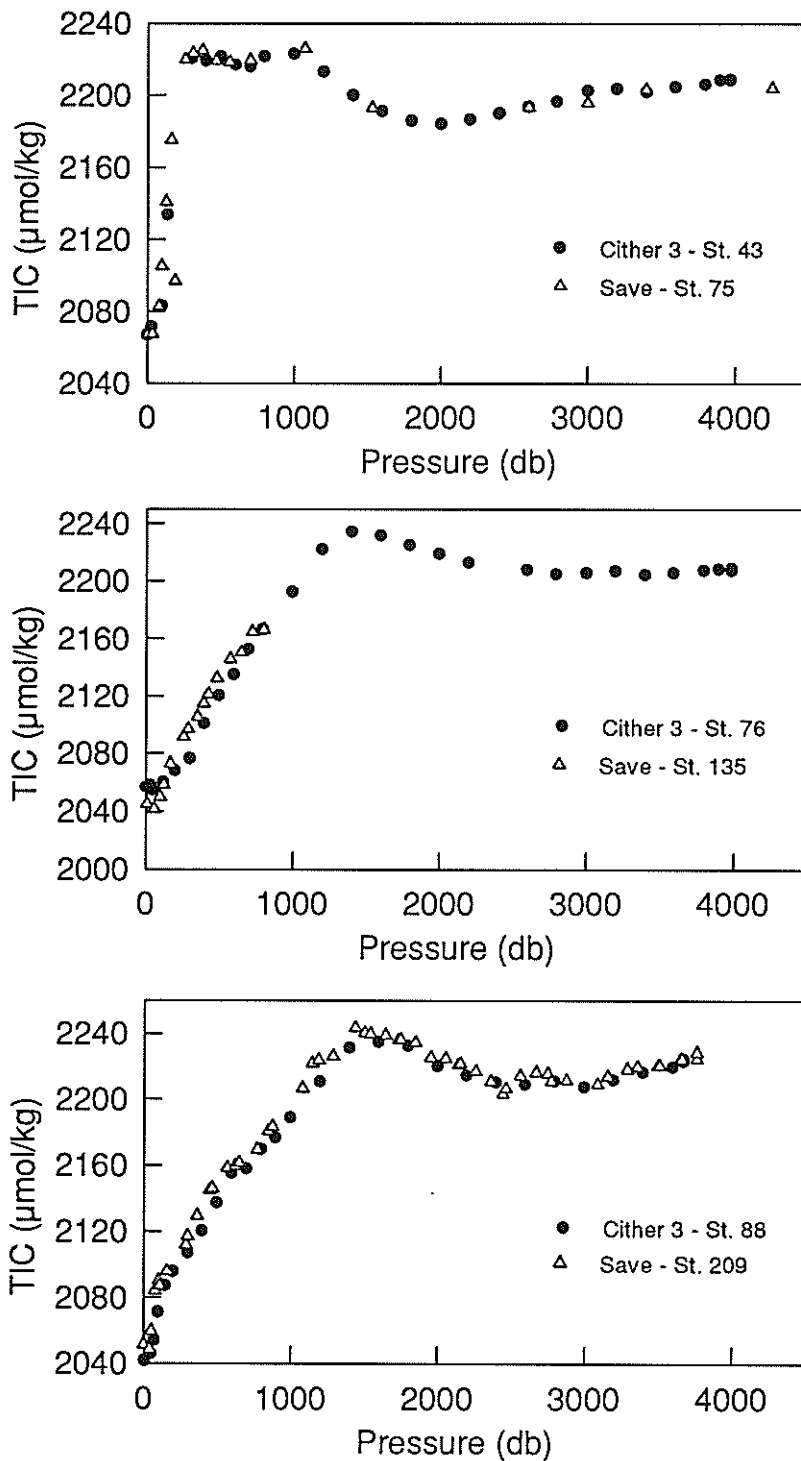 2240
2200
2160
2120
2080
2040
TIC (µmol/kg)
Cither 3 - St. 43
Save - St. 75
0 1000 2000 3000 4000
Pressure (db)
2240
2200
2160
2120
2080
2040
2000
TIC (µmol/kg)
Cither 3 - St. 76
Save - St. 135
0 1000 2000 3000 4000
Pressure (db)
2240
2200
2160
2120
2080
2040
TIC (µmol/kg)
Cither 3 - St. 88
Save - St. 209
0 1000 2000 3000 4000
Pressure (db)